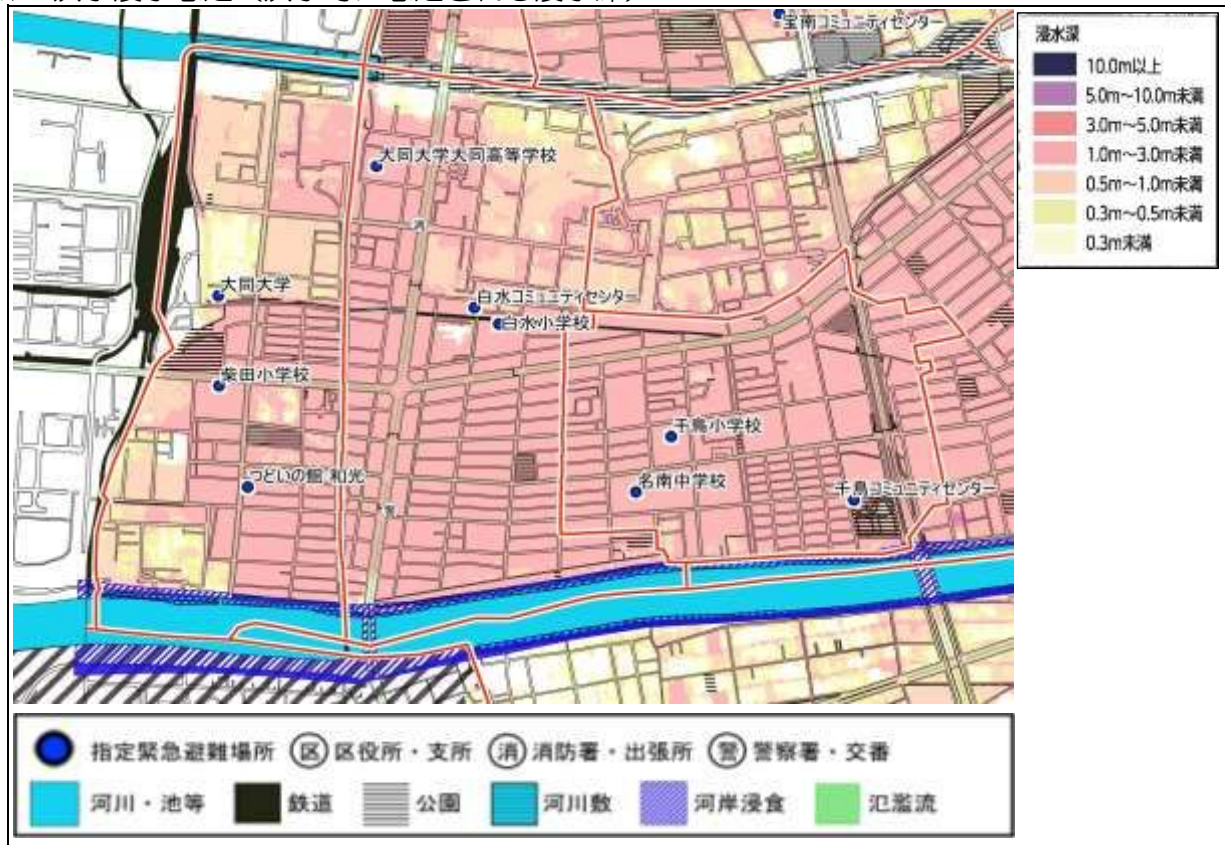 宝南コミュニティセンター
大同大学大同高等学校
消
大同大学
白水コミュニティセンター
白水小学校
柴田小学校
千鳥小学校
つどいの館 和光
名南中学校
千鳥コミュニティセンター
浸水深
10.0m以上
5.0m～10.0m未満
3.0m～5.0m未満
1.0m～3.0m未満
0.5m～1.0m未満
0.3m～0.5m未満
0.3m未満
指定緊急避難場所 区 区役所・支所 消 消防署・出張所 警 警察署・交番
河川・池等 鉄道 公園 河川敷 河岸浸食 氾濫流